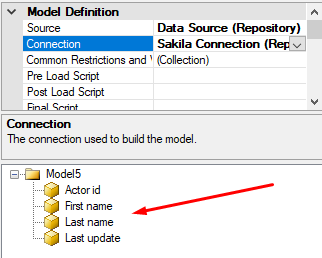 Model Definition
Source Data Source (Repository)
Connection Sakila Connection (Rep
Common Restrictions and (Collection)
Pre Load Script
Post Load Script
Final Script
Connection
The connection used to build the model.
Model5
Actor id
First name
Last name
Last update